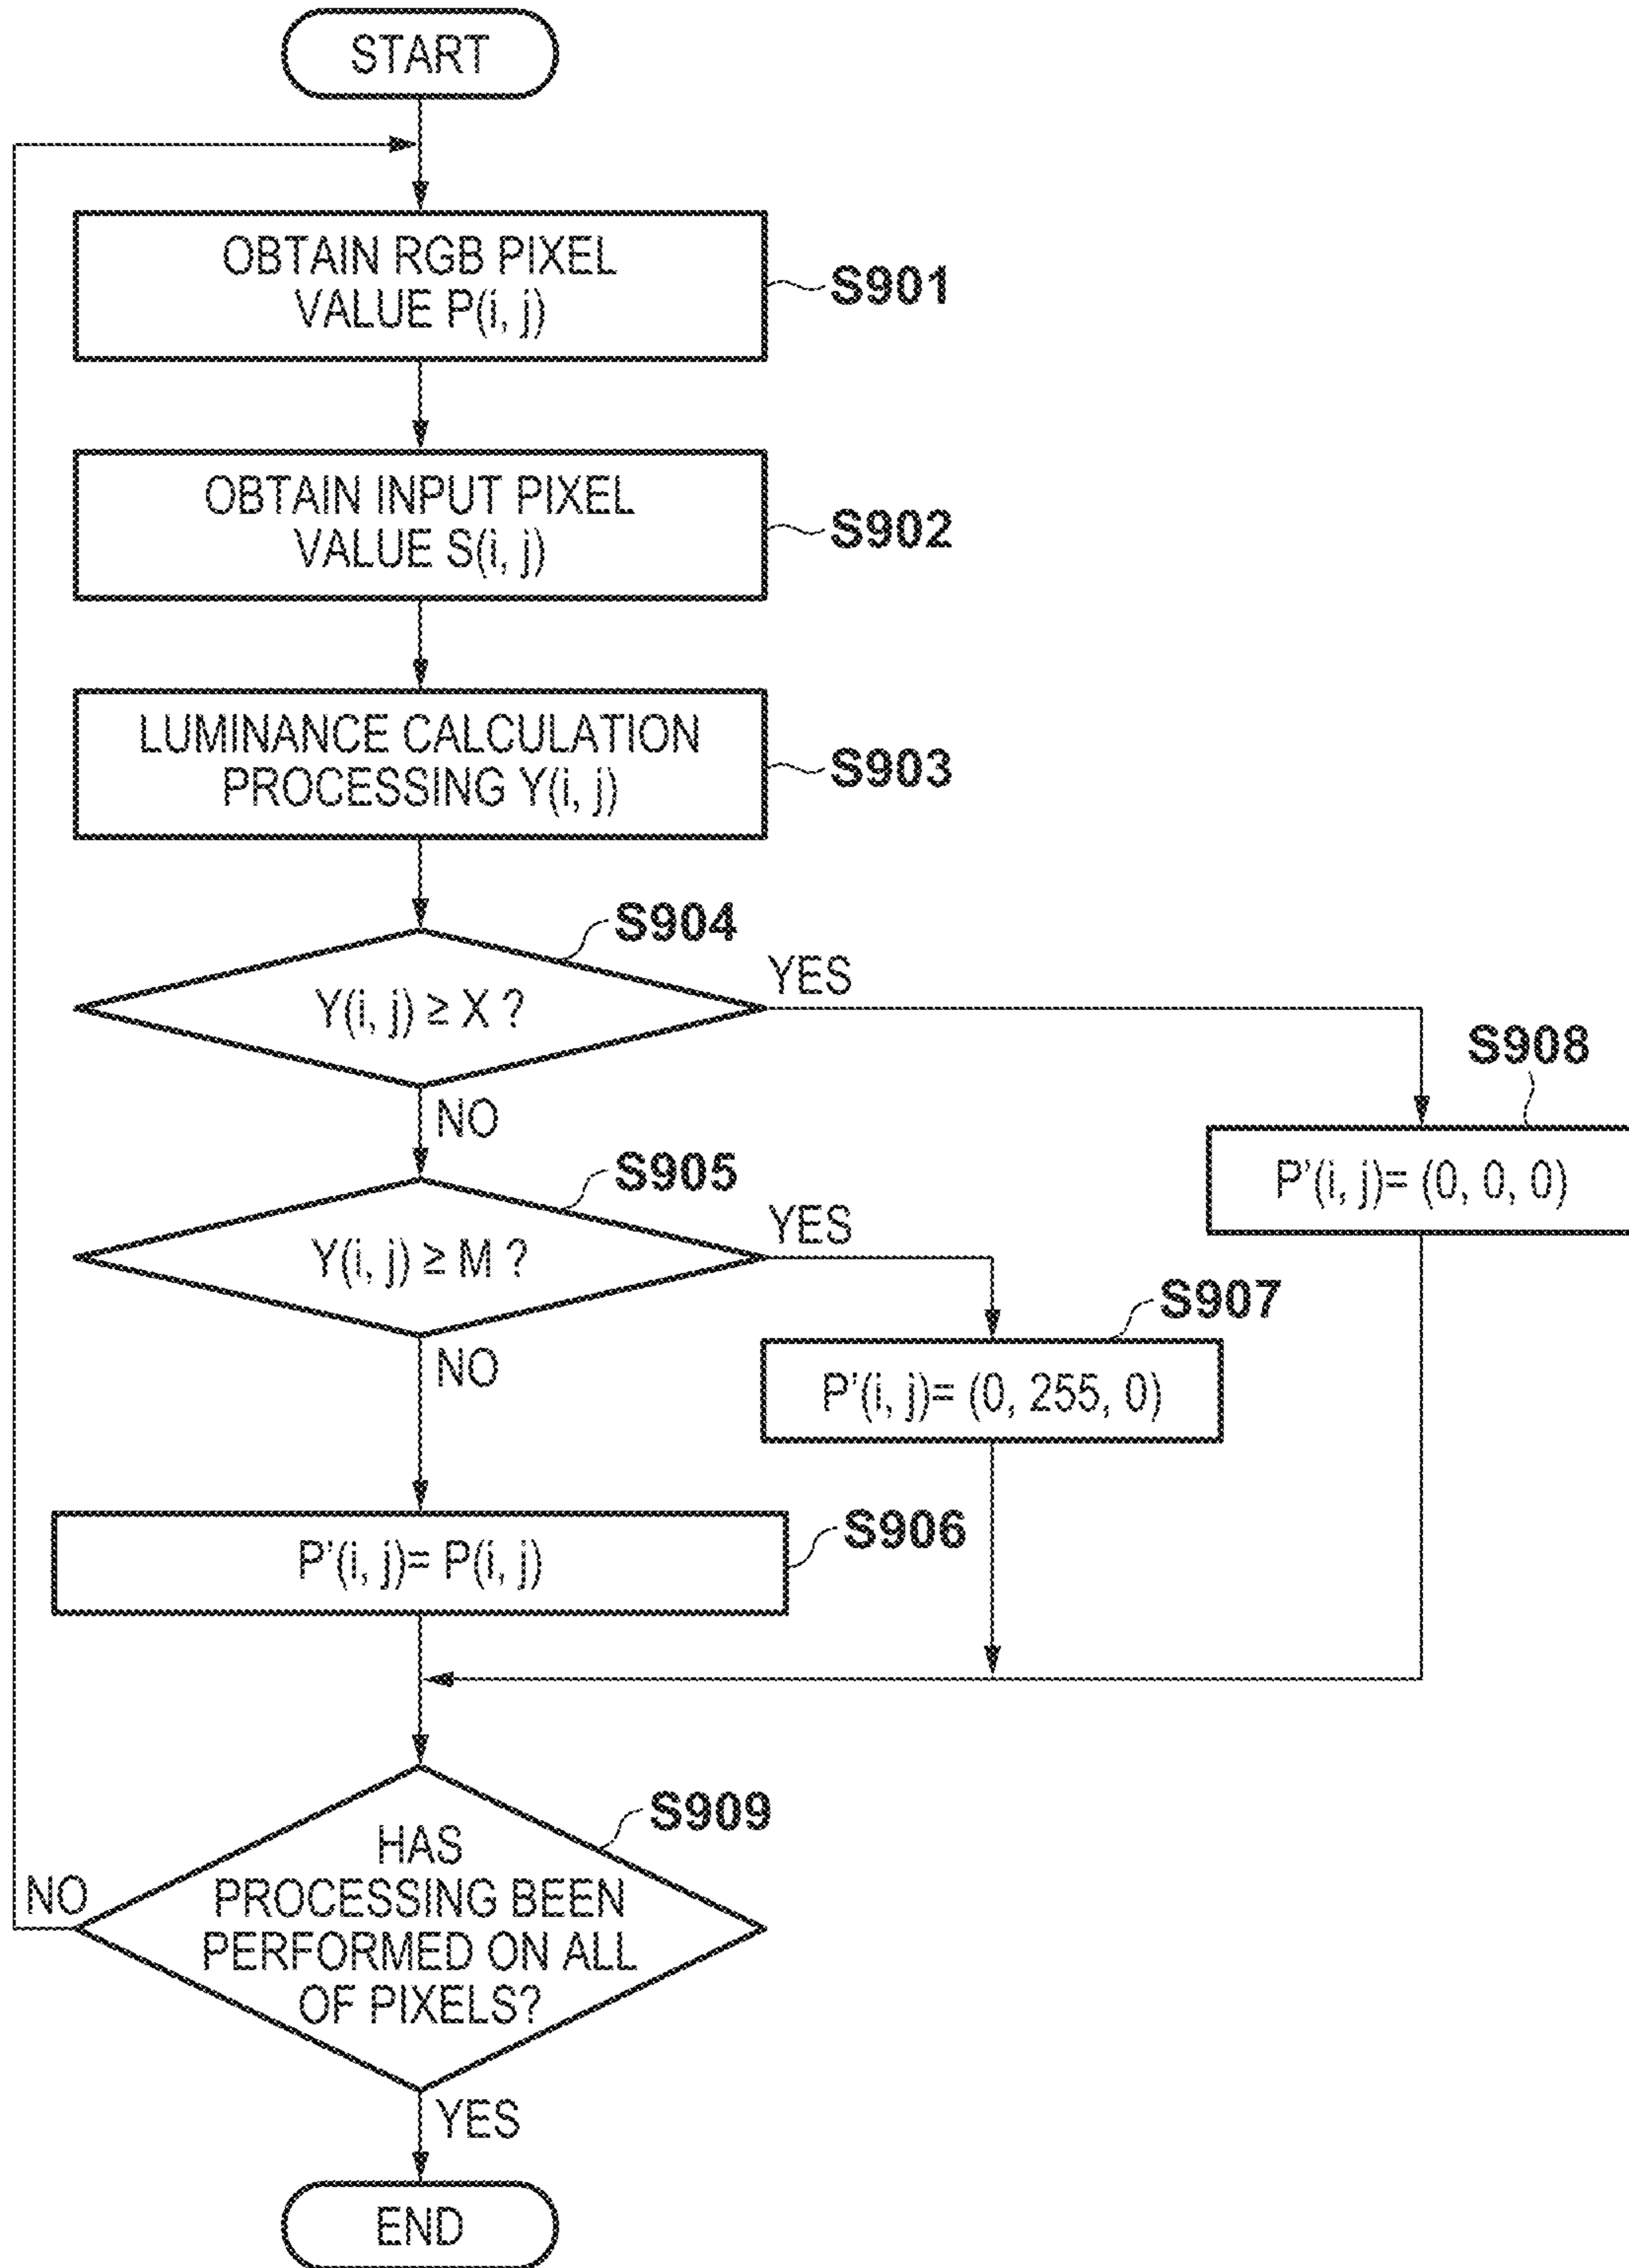 START
OBTAIN RGB PIXEL
VALUE P(i, j)
S901
OBTAIN INPUT PIXEL
VALUE S(i, j)
S902
LUMINANCE CALCULATION
PROCESSING Y(i, j)
S903
S904
Y(i, j) ≥ X ?
YES
NO
S908
P'(i, j)= (0, 0, 0)
S905
Y(i, j) ≥ M ?
YES
NO
S907
P'(i, j)= (0, 255, 0)
S906
P'(i, j)= P(i, j)
S909
HAS
PROCESSING BEEN
PERFORMED ON ALL
OF PIXELS?
NO
YES
END